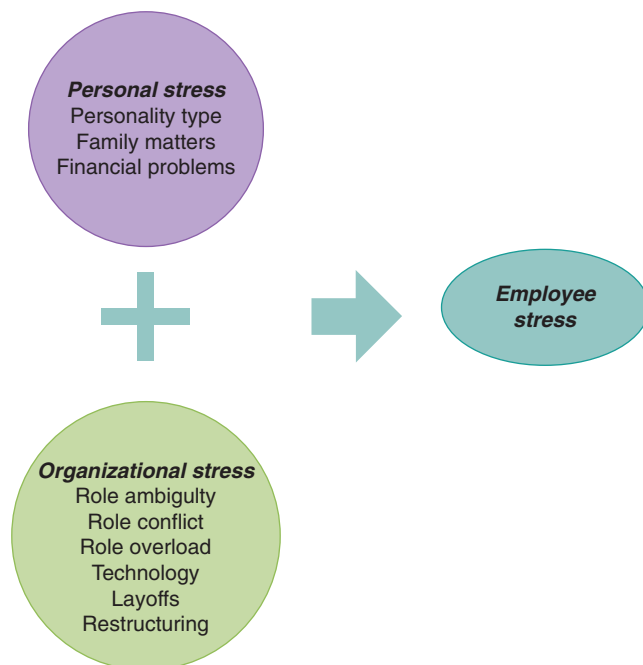 Personal stress
Personality type
Family matters
Financial problems
Employee
stress
Organizational stress
Role ambigulty
Role conflict
Role overload
Technology
Layoffs
Restructuring